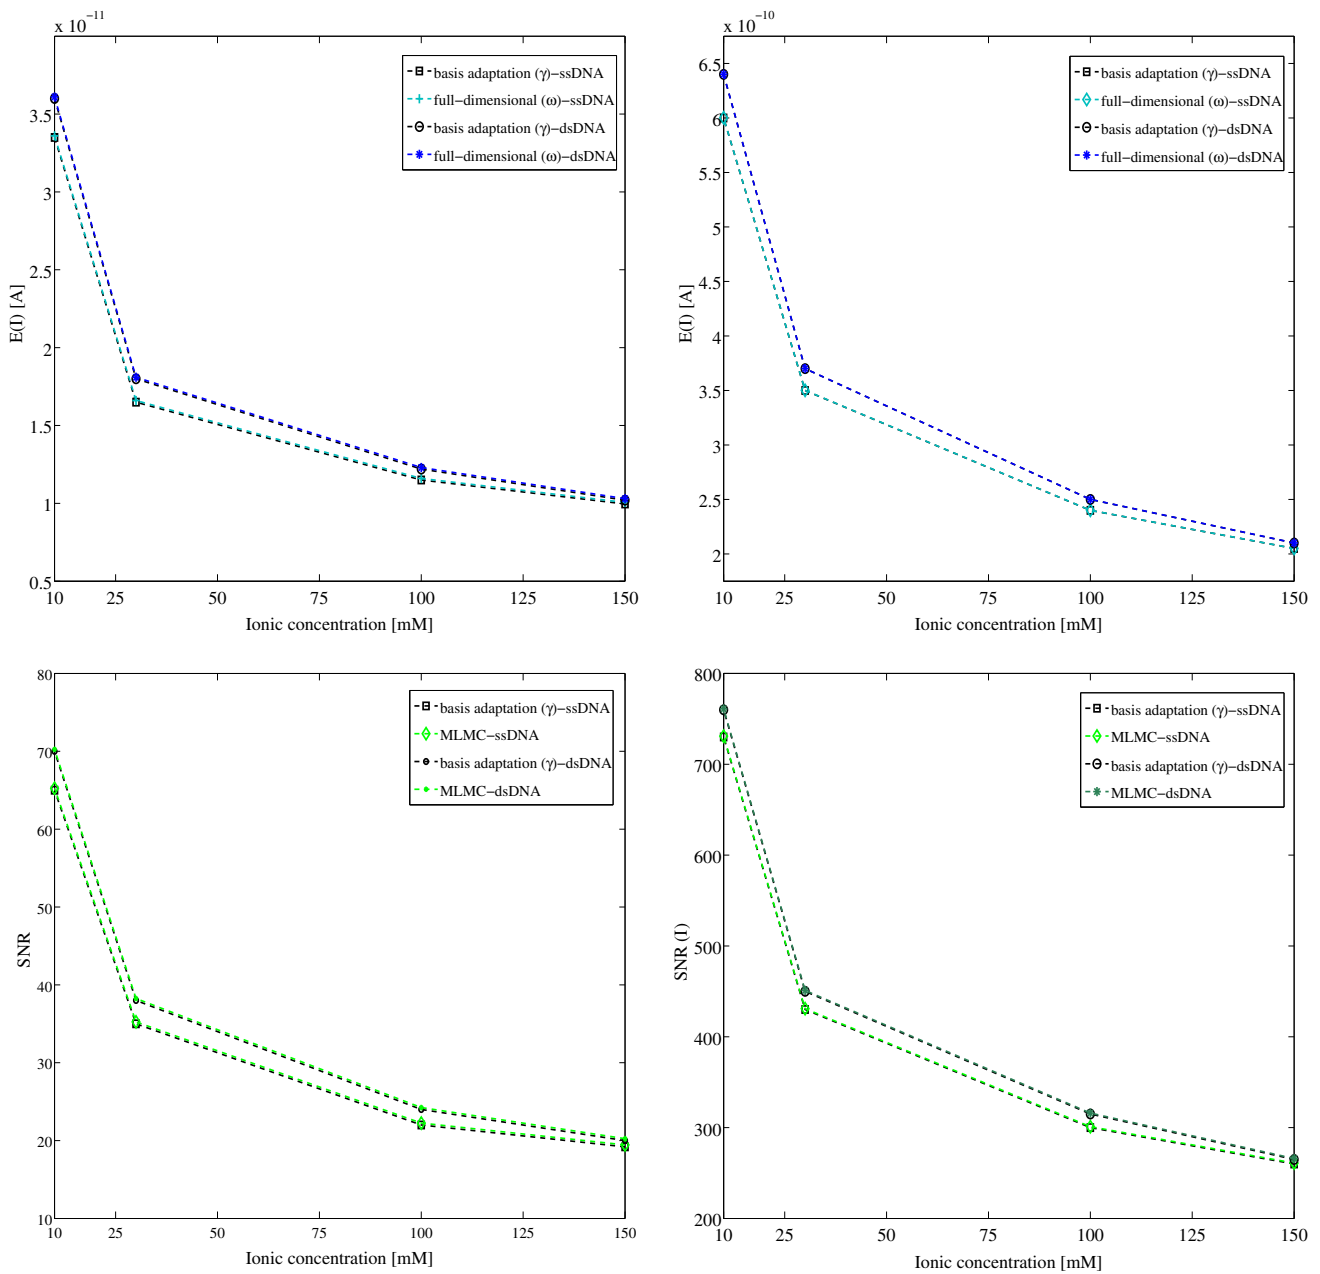 x 10−11
3.5
3
2.5
2
1.5
1
0.5
E(I) [A]
10 25 50 75 100 125 150
Ionic concentration [mM]
basis adaptation (γ)−ssDNA
full−dimensional (ω)−ssDNA
basis adaptation (γ)−dsDNA
full−dimensional (ω)−dsDNA
x 10−10
6.5
6
5.5
5
4.5
4
3.5
3
2.5
2
E(I) [A]
10 25 50 75 100 125 150
Ionic concentration [mM]
basis adaptation (γ)−ssDNA
full−dimensional (ω)−ssDNA
basis adaptation (γ)−dsDNA
full−dimensional (ω)−dsDNA
80
70
60
50
40
30
20
10
SNR
10 25 50 75 100 125 150
Ionic concentration [mM]
basis adaptation (γ)−ssDNA
MLMC−ssDNA
basis adaptation (γ)−dsDNA
MLMC−dsDNA
800
700
600
500
400
300
200
SNR (I)
10 25 50 75 100 125 150
Ionic concentration [mM]
basis adaptation (γ)−ssDNA
MLMC−ssDNA
basis adaptation (γ)−dsDNA
MLMC−dsDNA